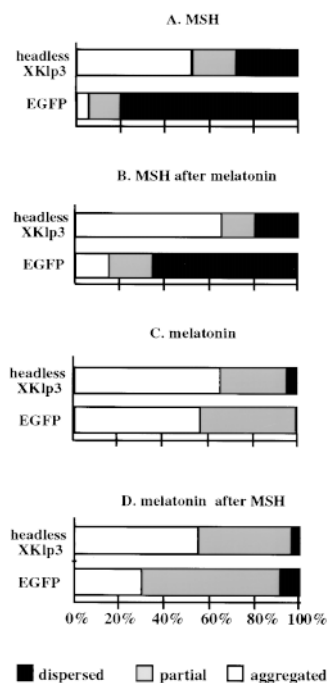 A. MSH
headless
XKlp3
EGFP
B. MSH after melatonin
headless
XKlp3
EGFP
C. melatonin
headless
XKlp3
EGFP
D. melatonin after MSH
headless
XKlp3
EGFP
0% 20% 40% 60% 80% 100%
dispersed partial aggregated